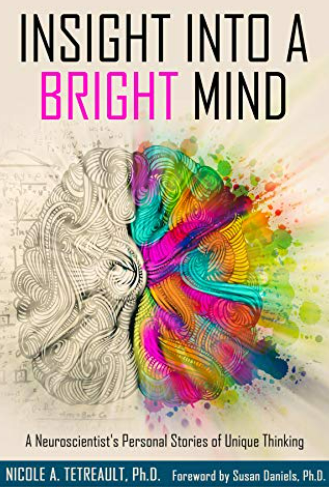 INSIGHT INTO A
BRIGHT MIND
A Neuroscientist's Personal Stories of Unique Thinking
NICOLE A. TETREAULT, Ph.D. Foreword by Susan Daniels, Ph.D.